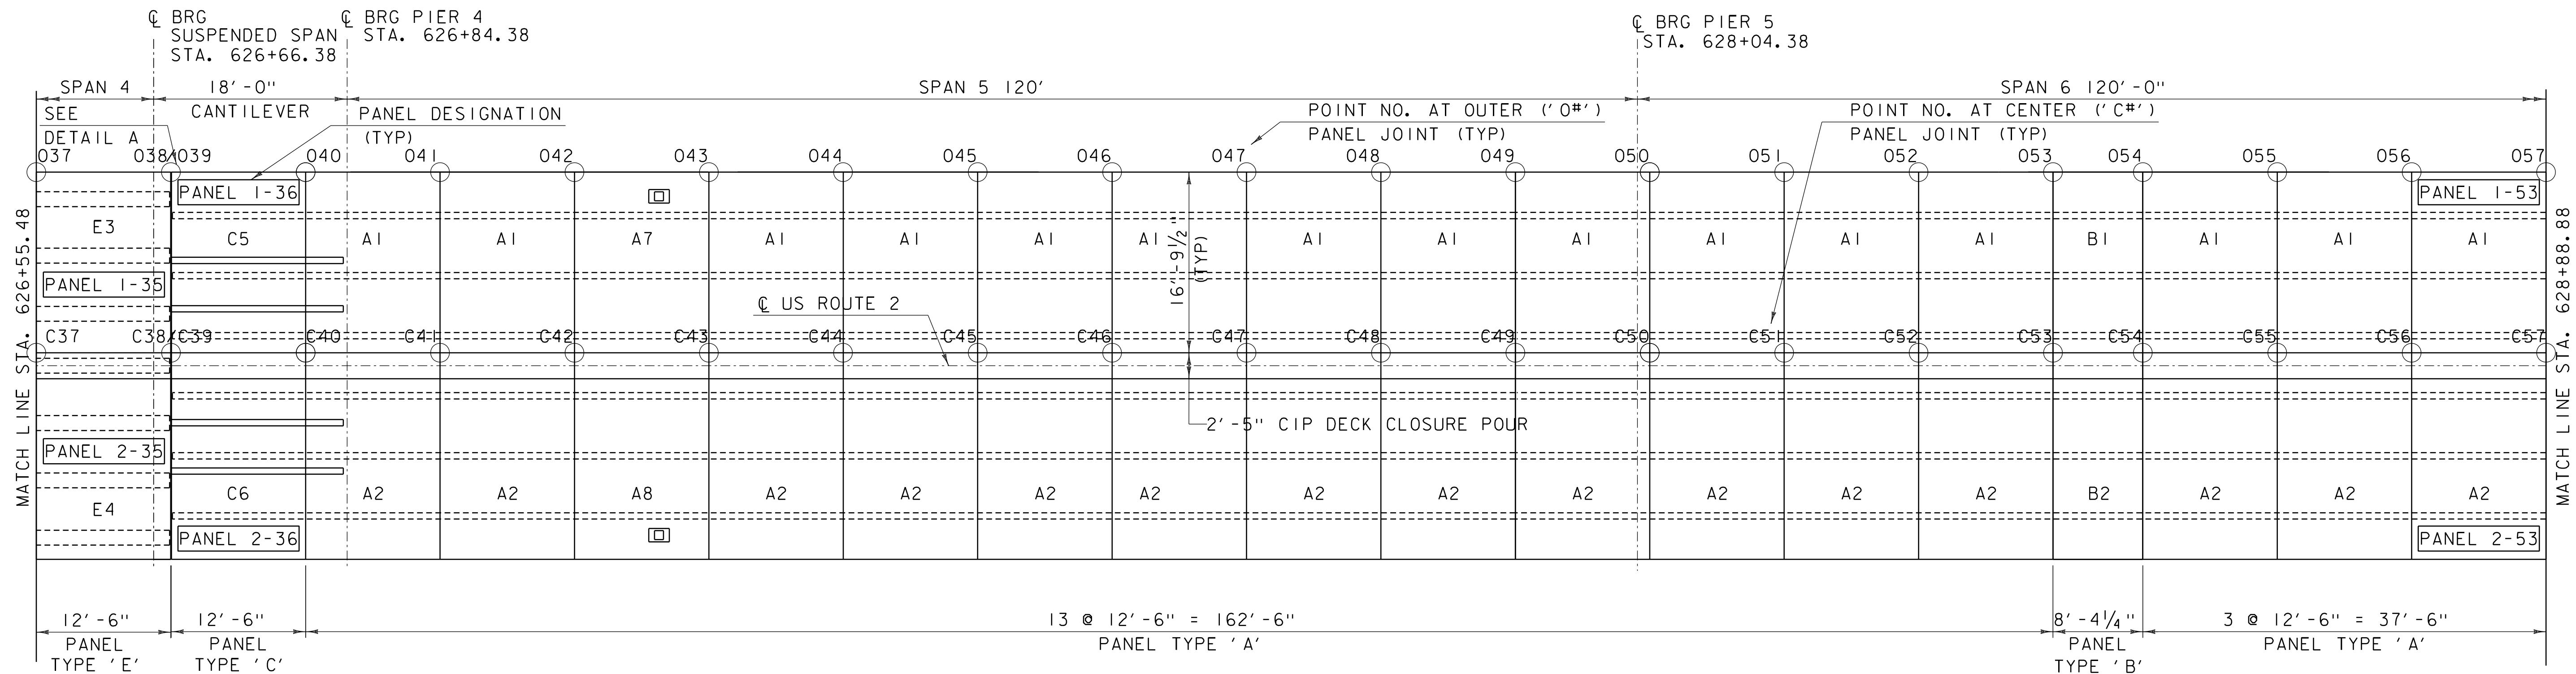 ℄ BRG
SUSPENDED SPAN
STA. 626+66.38
℄ BRG PIER 4
STA. 626+84.38
℄ BRG PIER 5
STA. 628+04.38
SPAN 4
18'-0"
CANTILEVER
SPAN 5 120'
SPAN 6 120'-0"
SEE
DETAIL A
PANEL DESIGNATION
(TYP)
POINT NO. AT OUTER ('O#')
PANEL JOINT (TYP)
POINT NO. AT CENTER ('C#')
PANEL JOINT (TYP)
O37 O38/O39 O40 O41 O42 O43 O44 O45 O46 O47 O48 O49 O50 O51 O52 O53 O54 O55 O56 O57
PANEL 1-36
PANEL 1-53
E3
C5 A1 A1 A7 A1 A1 A1 A1 A1 A1 A1 A1 A1 A1 B1 A1 A1 A1
16'-9½"
(TYP)
PANEL 1-35
℄ US ROUTE 2
C37 C38/C39 C40 C41 C42 C43 C44 C45 C46 C47 C48 C49 C50 C51 C52 C53 C54 C55 C56 C57
MATCH LINE STA. 626+55.48
MATCH LINE STA. 628+88.88
2'-5" CIP DECK CLOSURE POUR
PANEL 2-35
C6 A2 A2 A8 A2 A2 A2 A2 A2 A2 A2 A2 A2 A2 B2 A2 A2 A2
E4
PANEL 2-36
PANEL 2-53
12'-6"
PANEL
TYPE 'E'
12'-6"
PANEL
TYPE 'C'
13 @ 12'-6" = 162'-6"
PANEL TYPE 'A'
8'-4¼"
PANEL
TYPE 'B'
3 @ 12'-6" = 37'-6"
PANEL TYPE 'A'